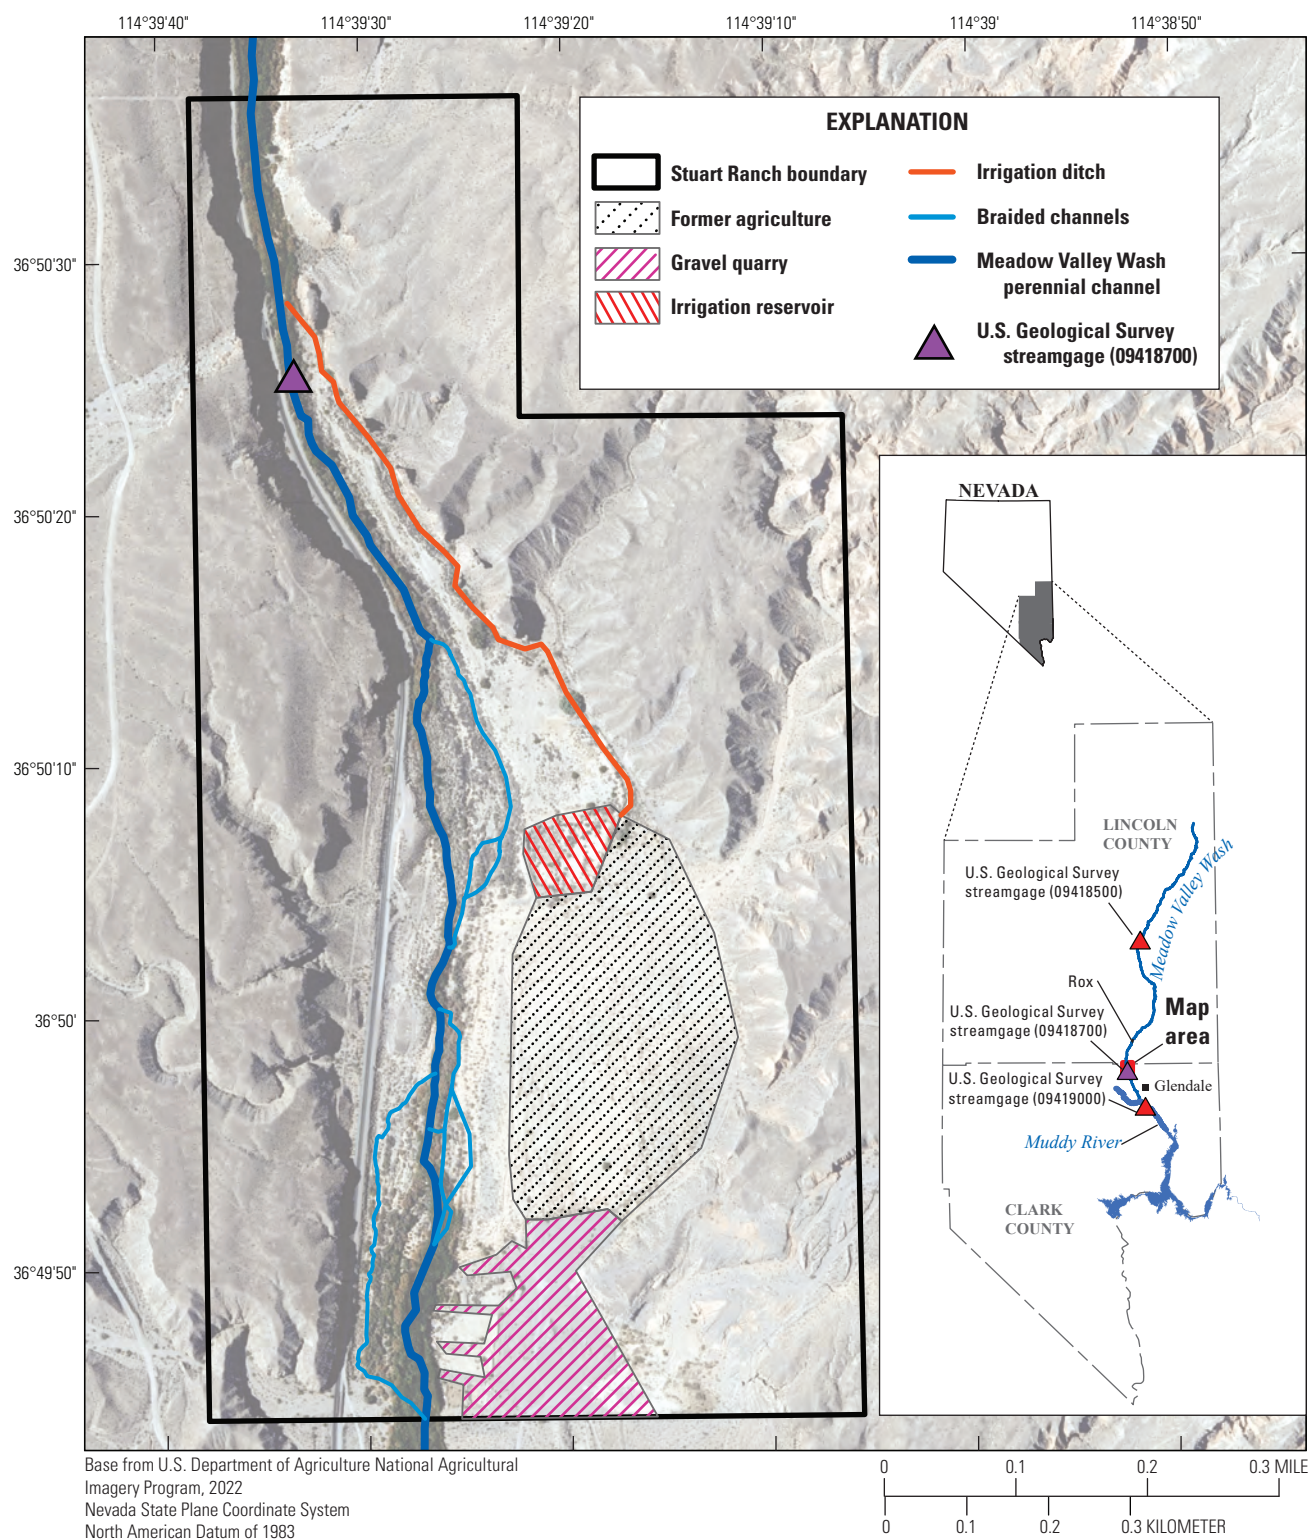 114°39'40"
114°39'30"
114°39'20"
114°39'10"
114°39'
114°38'50"
36°50'30"
36°50'20"
36°50'10"
36°50'
36°49'50"
EXPLANATION
Stuart Ranch boundary
Former agriculture
Gravel quarry
Irrigation reservoir
Irrigation ditch
Braided channels
Meadow Valley Wash
perennial channel
U.S. Geological Survey
streamgage (09418700)
NEVADA
LINCOLN
COUNTY
Meadow Valley Wash
U.S. Geological Survey
streamgage (09418500)
Rox
Map
area
U.S. Geological Survey
streamgage (09418700)
U.S. Geological Survey
streamgage (09419000)
Glendale
Muddy River
CLARK
COUNTY
Base from U.S. Department of Agriculture National Agricultural
Imagery Program, 2022
Nevada State Plane Coordinate System
North American Datum of 1983
0 0.1 0.2 0.3 MILE
0 0.1 0.2 0.3 KILOMETER